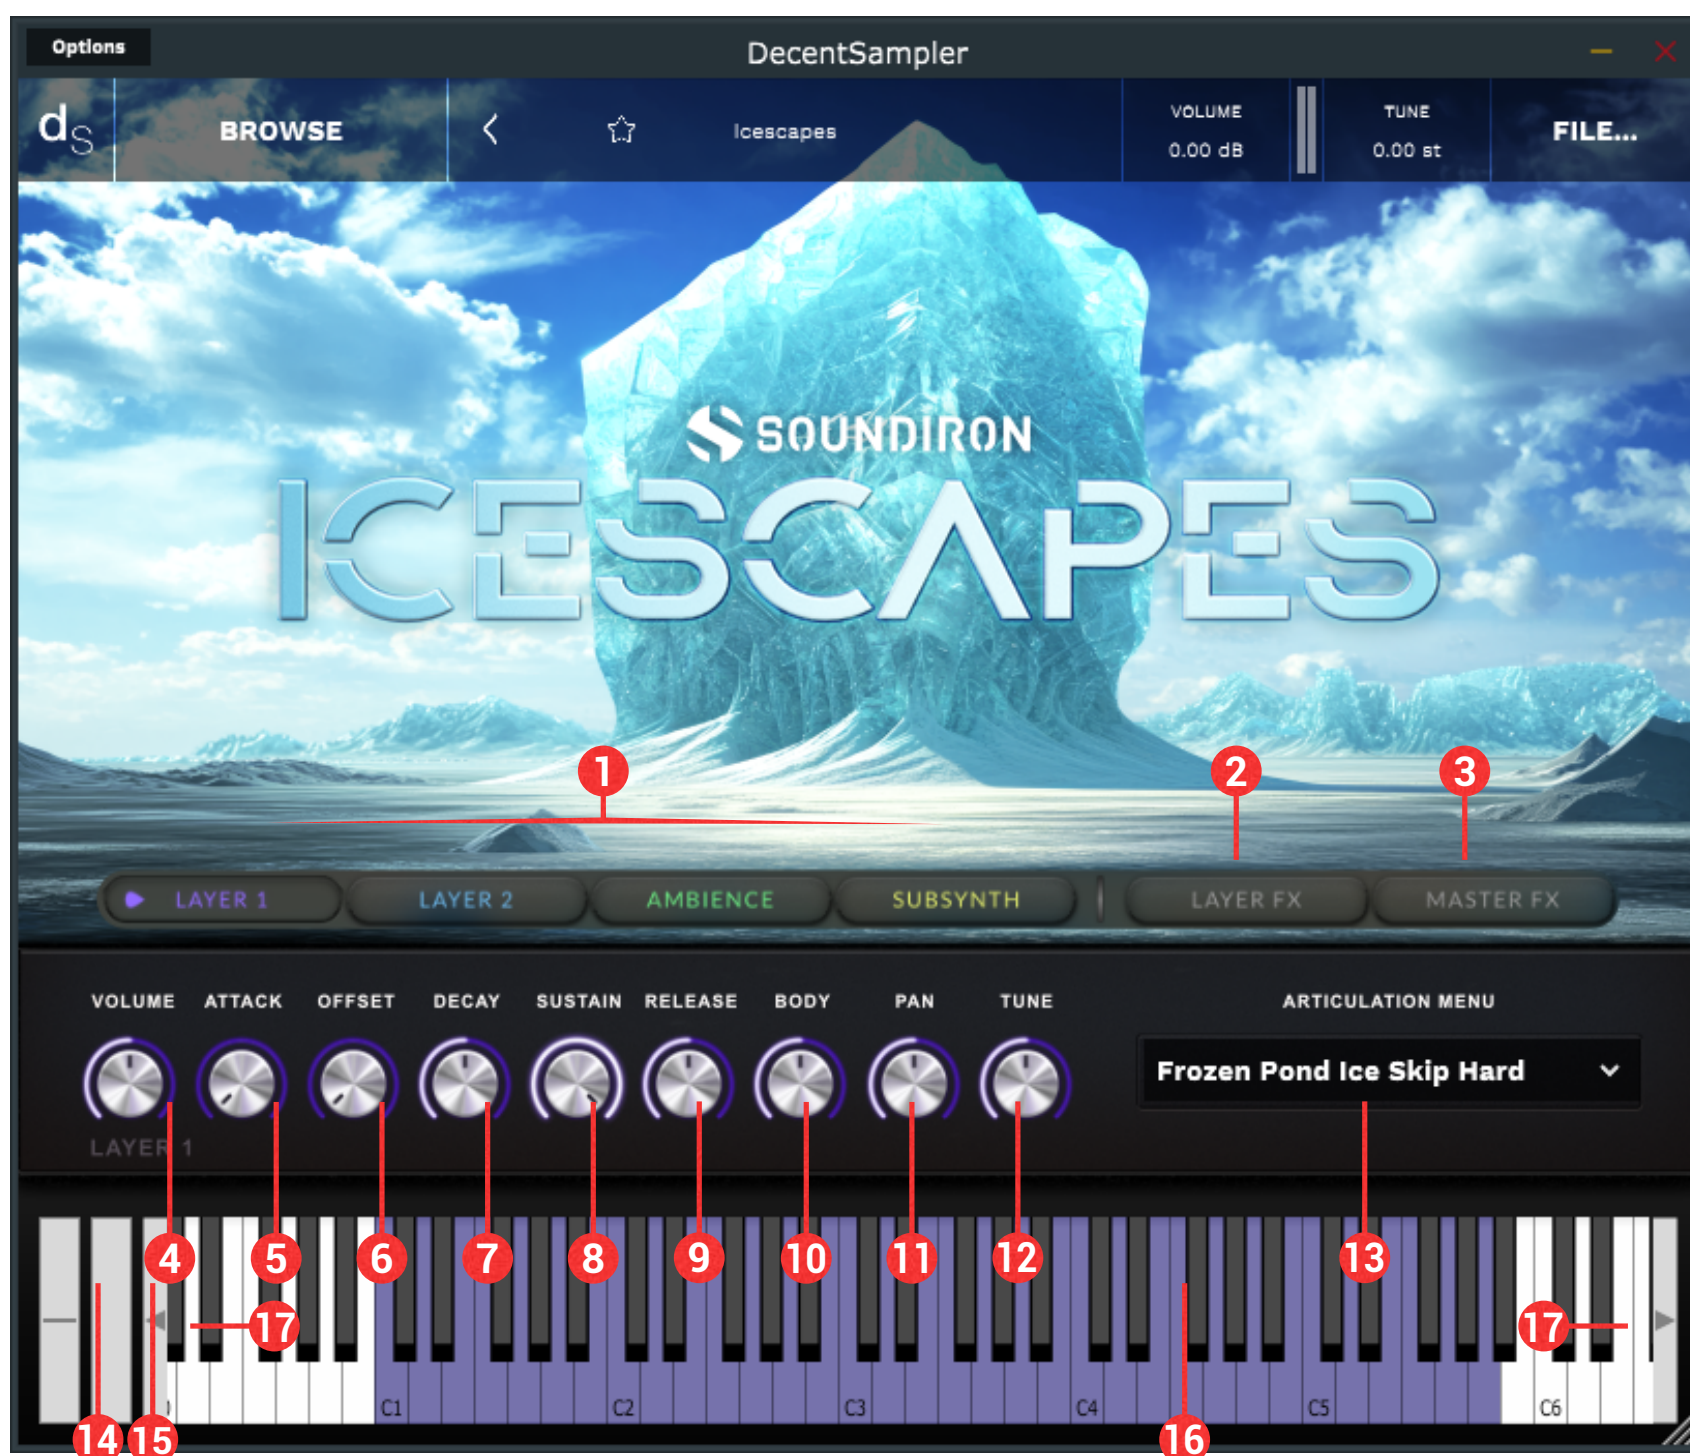 Options
DecentSampler
ds
BROWSE
Icescapes
VOLUME
0.00 dB
TUNE
0.00 st
FILE...
SOUNDIRON
ICESCAPES
1
2
3
LAYER 1
LAYER 2
AMBIENCE
SUBSYNTH
LAYER FX
MASTER FX
VOLUME
ATTACK
OFFSET
DECAY
SUSTAIN
RELEASE
BODY
PAN
TUNE
ARTICULATION MENU
Frozen Pond Ice Skip Hard
LAYER 1
4
5
6
7
8
9
10
11
12
13
17
17
C1
C2
C3
C4
C5
C6
14
15
16